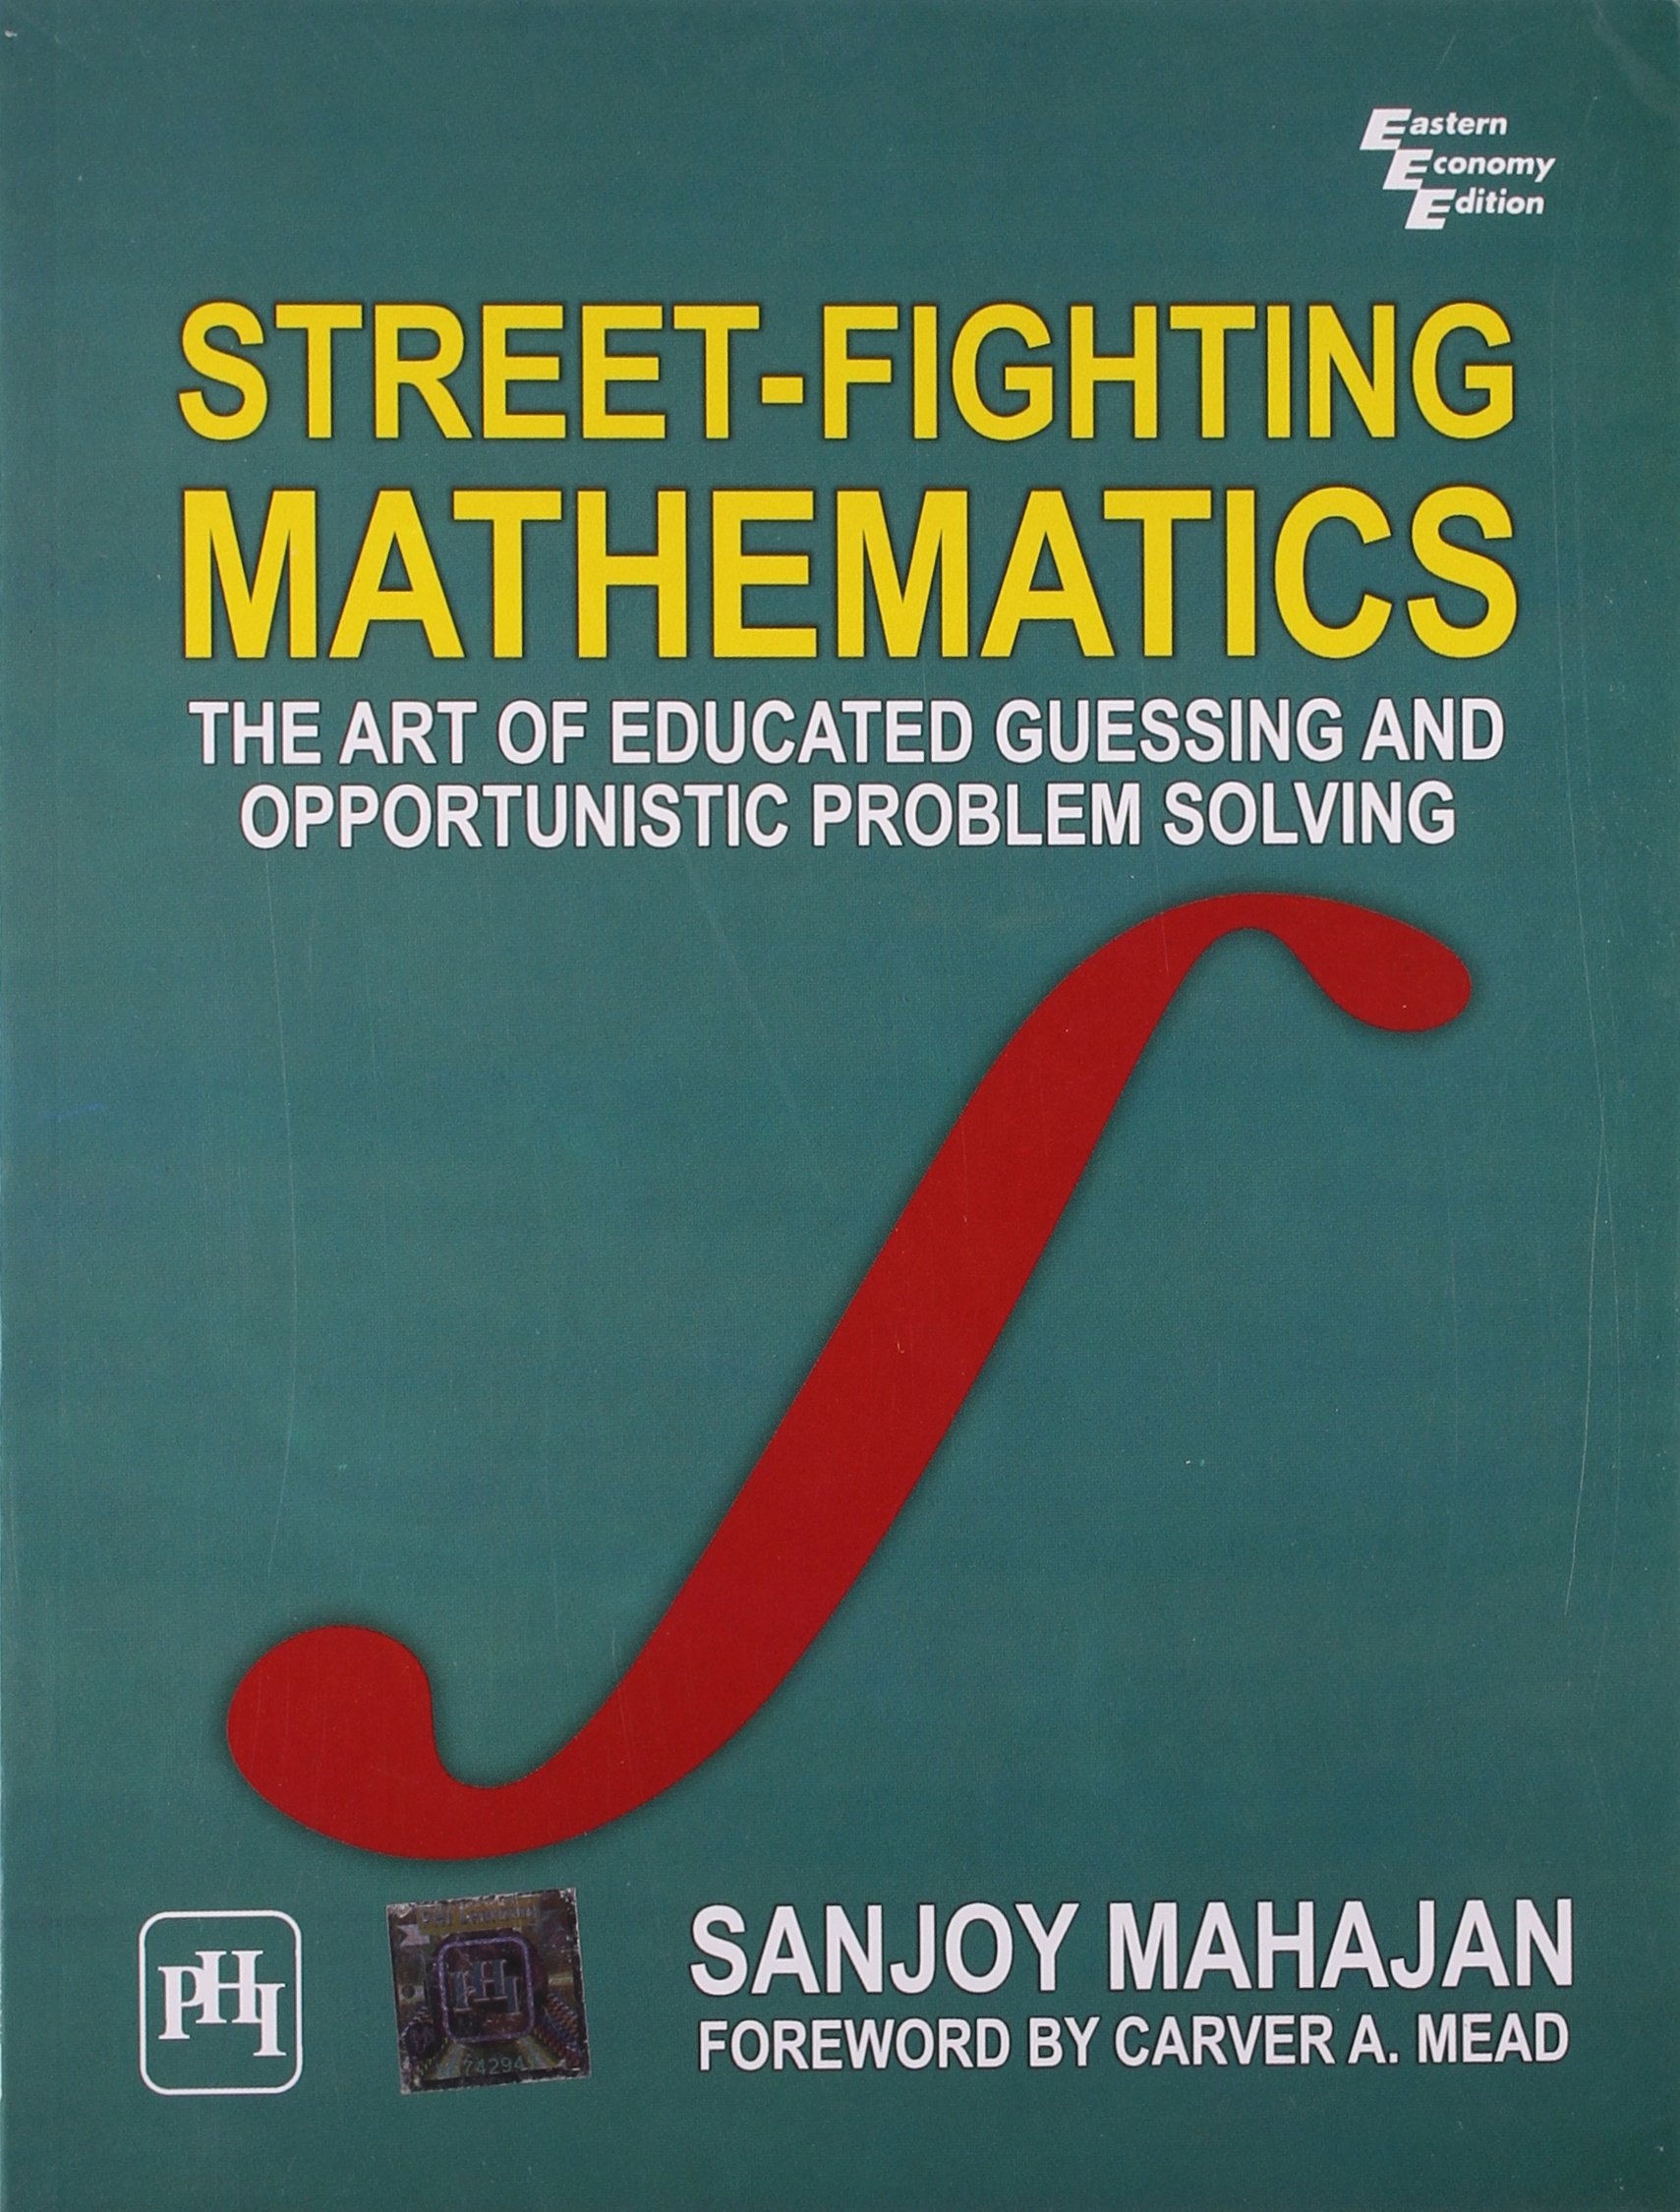 Eastern
Economy
Edition
STREET-FIGHTING
MATHEMATICS
THE ART OF EDUCATED GUESSING AND
OPPORTUNISTIC PROBLEM SOLVING
SANJOY MAHAJAN
FOREWORD BY CARVER A. MEAD
PHI
PHI